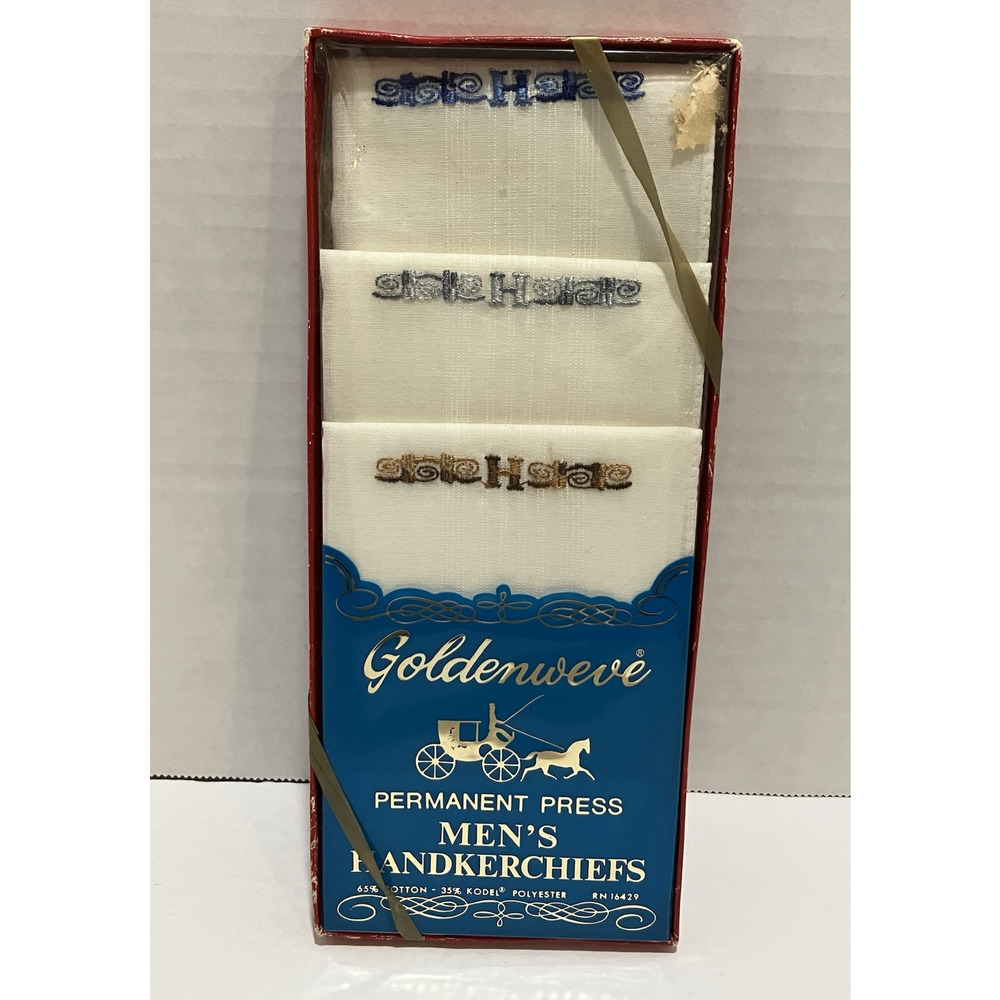 H
H
H
Goldenweve®
PERMANENT PRESS
MEN'S
HANDKERCHIEFS
65% COTTON - 35% KODEL® POLYESTER RN 16429